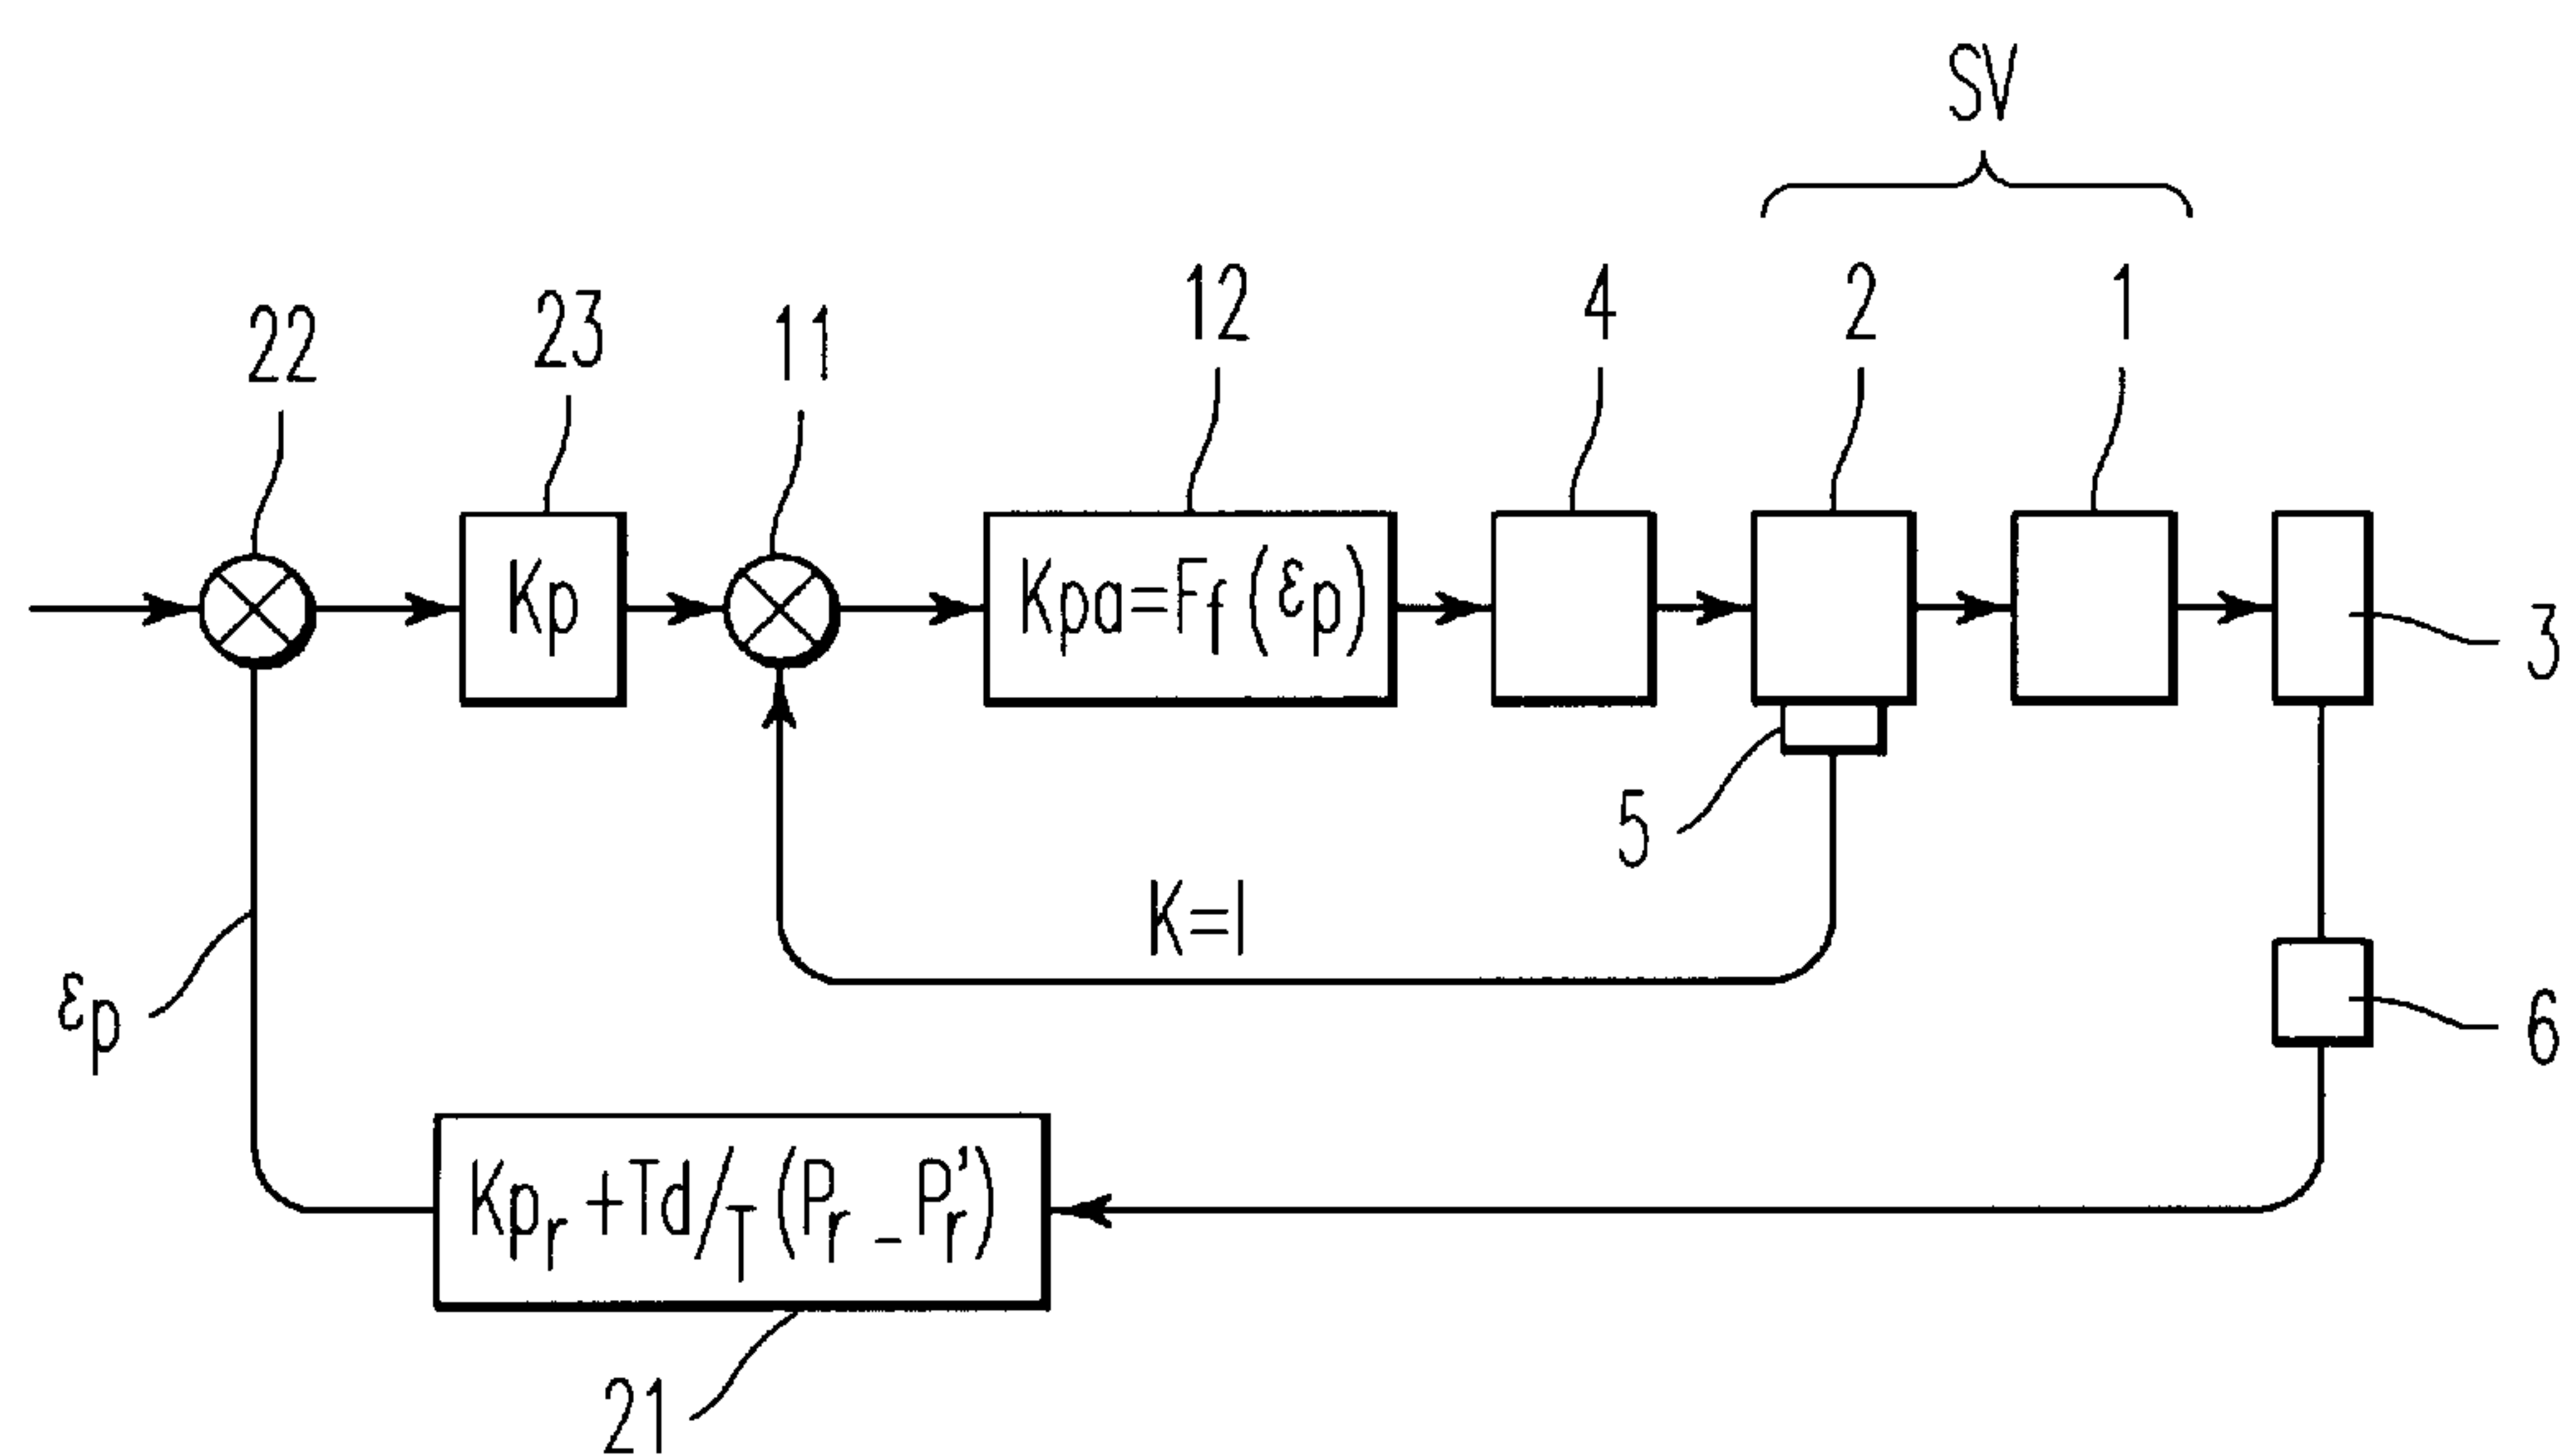 SV
22
23
11
12
4
2
1
Kp
Kpa=Ff(εp)
3
5
K=1
εp
6
Kpr+Td/T(Pr-P'r)
21